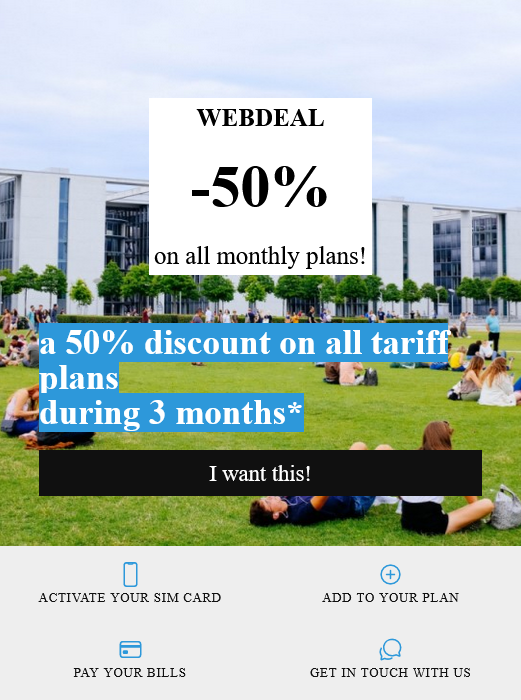 WEBDEAL
-50%
on all monthly plans!
a 50% discount on all tariff
plans
during 3 months*
I want this!
ACTIVATE YOUR SIM CARD
ADD TO YOUR PLAN
PAY YOUR BILLS
GET IN TOUCH WITH US